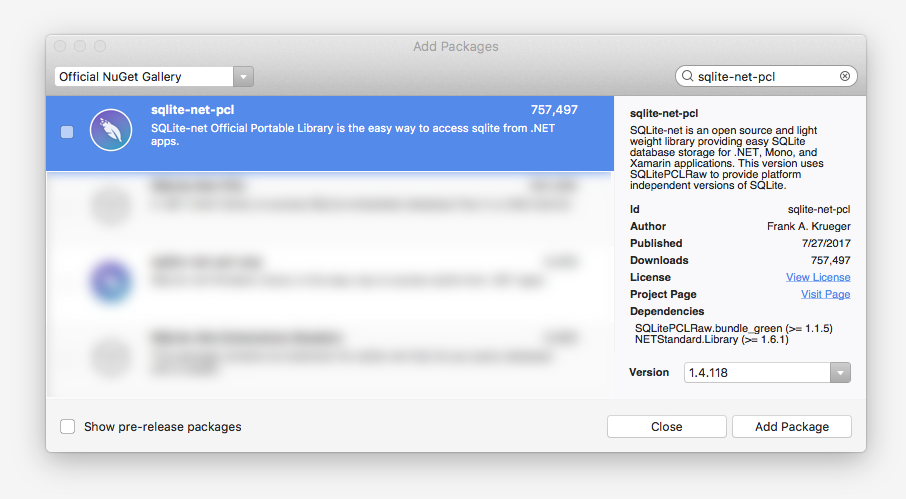 Add Packages
Official NuGet Gallery
sqlite-net-pcl
sqlite-net-pcl 757,497
SQLite-net Official Portable Library is the easy way to access sqlite from .NET
apps.
sqlite-net-pcl
SQLite-net is an open source and light
weight library providing easy SQLite
database storage for .NET, Mono, and
Xamarin applications. This version uses
SQLitePCLRaw to provide platform
independent versions of SQLite.
Id sqlite-net-pcl
Author Frank A. Krueger
Published 7/27/2017
Downloads 757,497
License View License
Project Page Visit Page
Dependencies
SQLitePCLRaw.bundle_green (>= 1.1.5)
NETStandard.Library (>= 1.6.1)
Version 1.4.118
Show pre-release packages
Close
Add Package